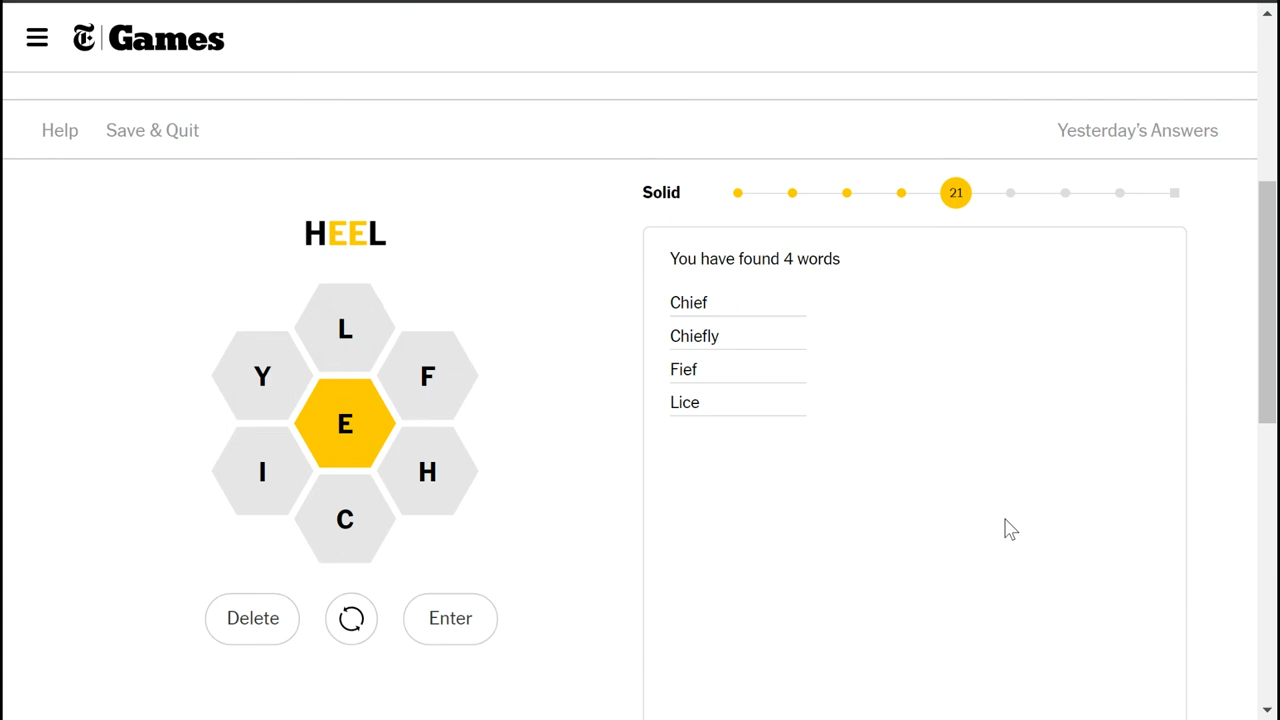 Games
Help Save & Quit Yesterday's Answers
Solid 21
HEEL
You have found 4 words
Chief
Chiefly
Fief
Lice
L
Y F
E
I H
C
Delete Enter